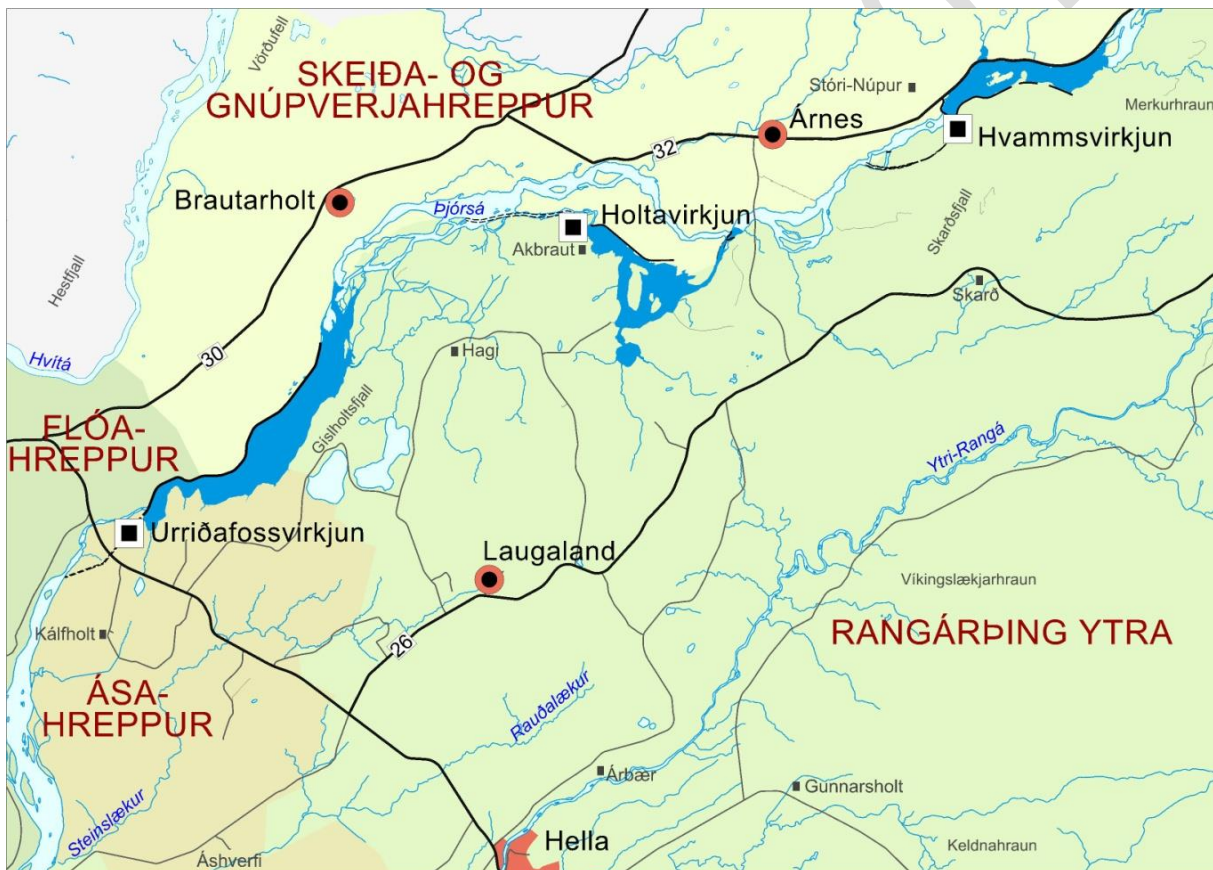 Vörðufell
SKEIÐA- OG
GNÚPVERJAHREPPUR
Stóri-Núpur
Merkurhraun
Árnes
Hvammsvirkjun
32
Brautarholt
Þjórsá
Holtavirkjun
Akbraut
Skarðsfjall
Hestfjall
Skarð
Hvítá
30
Hagi
Gíslholtsfjall
FLÓA-
HREPPUR
Ytri-Rangá
Urriðafossvirkjun
Laugaland
Víkingslækjarhraun
Kálfholt
26
RANGÁRÞING YTRA
ÁSA-
HREPPUR
Rauðalækur
Árbær
Gunnarsholt
Steinslækur
Hella
Áshverfi
Keldnahraun